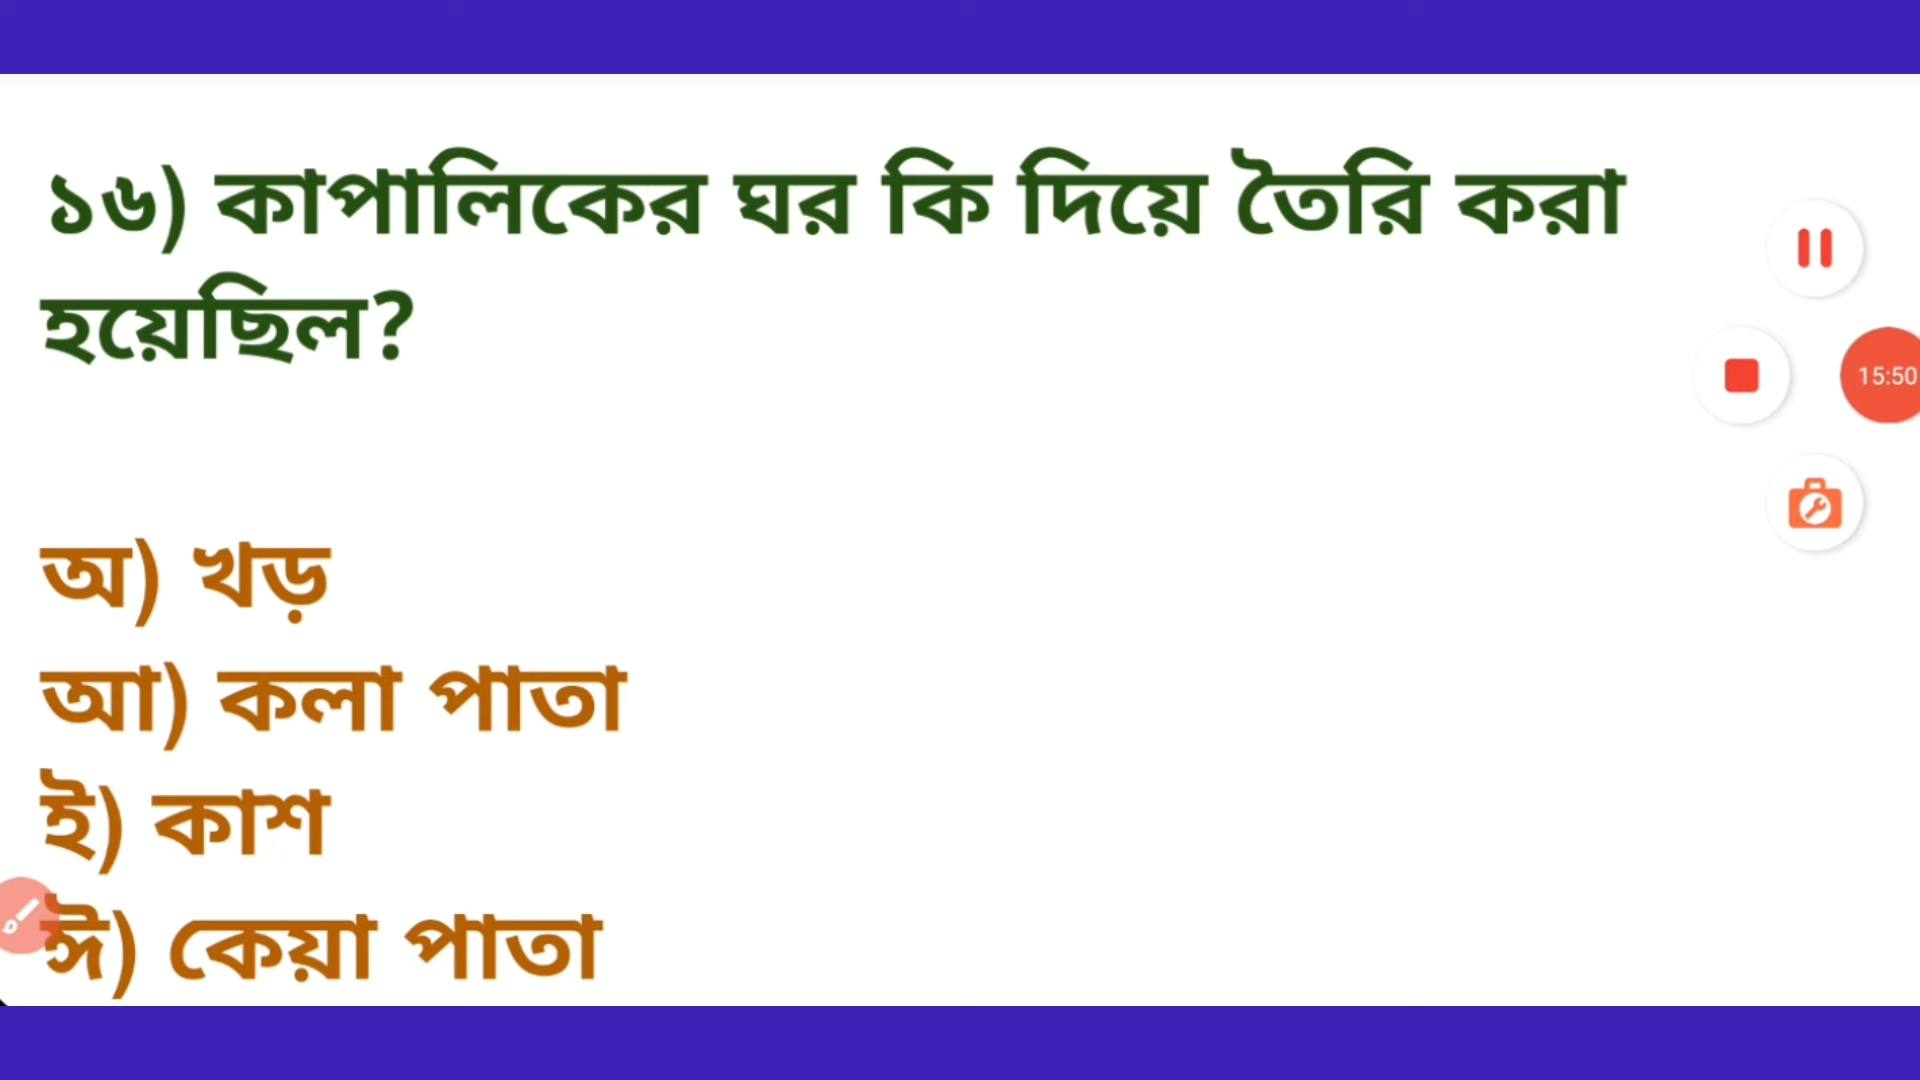 ১৬) কাপালিকের ঘর কি দিয়ে তৈরি করা
হয়েছিল?
15:50
অ) খড়
আ) কলা পাতা
ই) কাশ
ঈ) কেয়া পাতা